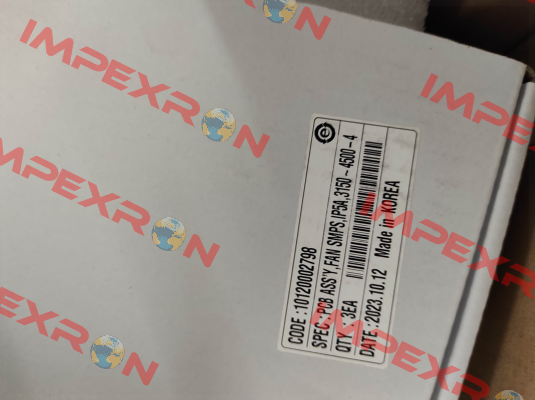 IMPEXRON
IMPEXRON
IMPEXRON
IMPEXRON
IMPEXRON
CODE :10120002798
SPEC :PCB ASS'Y,FAN SMPS,IP5A,3150~4500-4
QTY : 3EA
DATE :2023.10.12 Made in KOREA